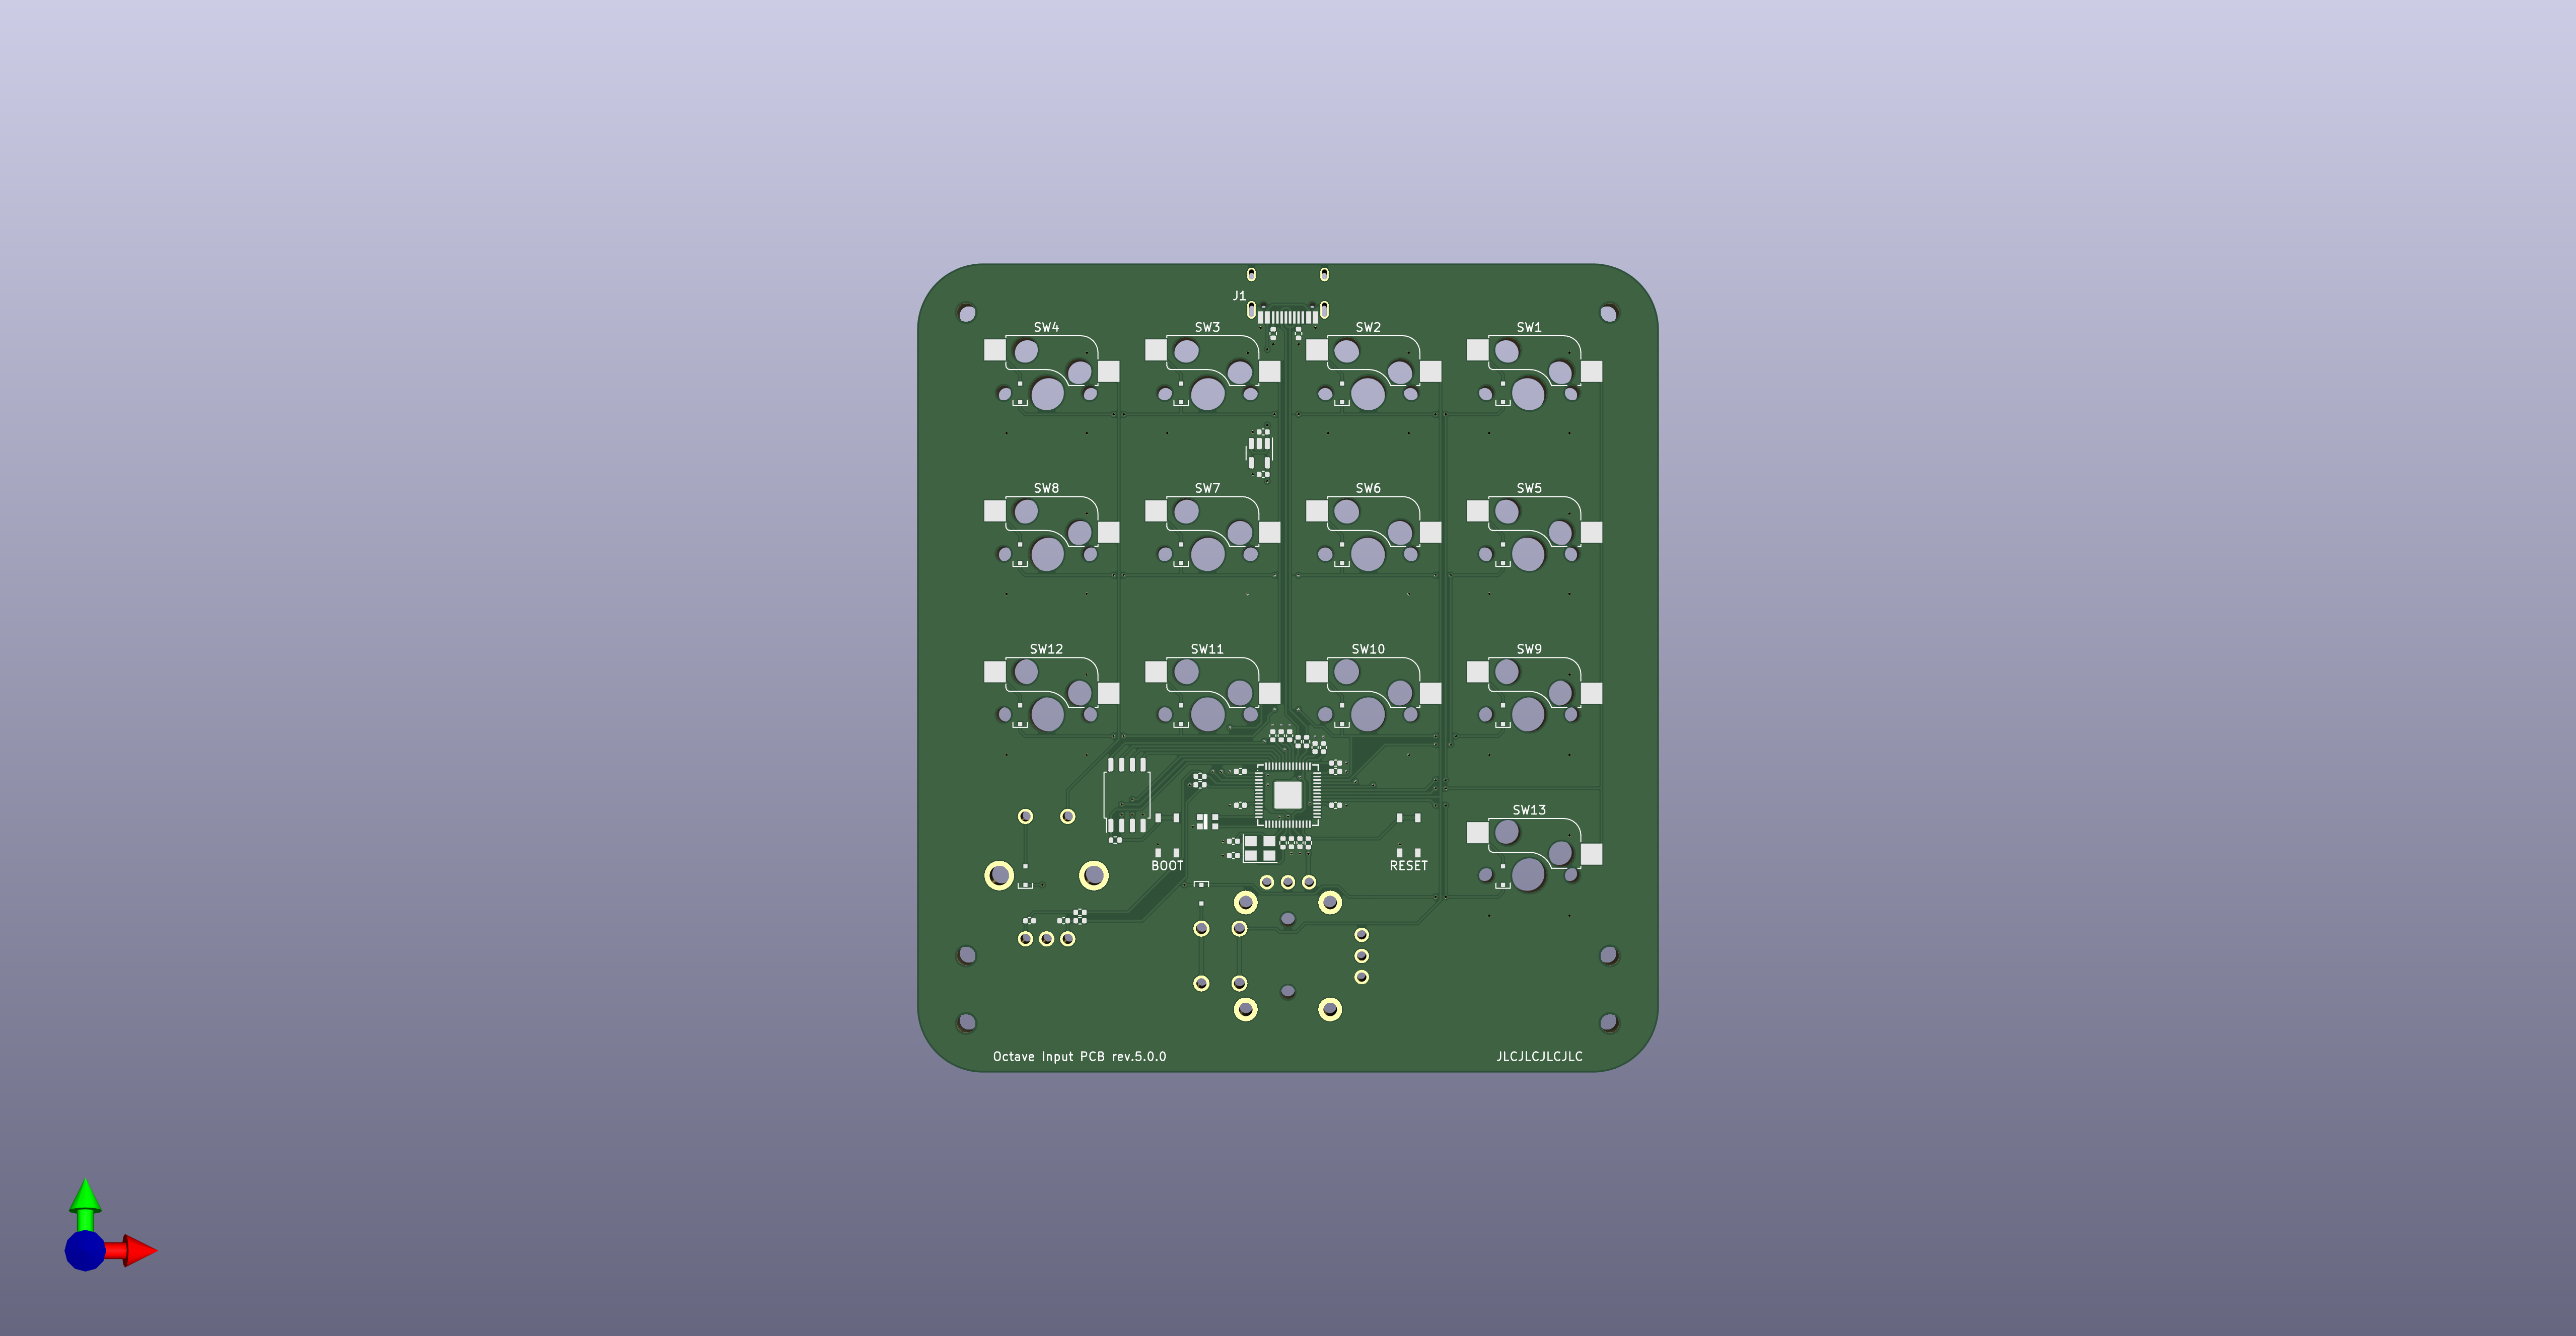 J1
SW4
SW3
SW2
SW1
SW8
SW7
SW6
SW5
SW12
SW11
SW10
SW9
SW13
BOOT
RESET
Octave Input PCB rev.5.0.0
JLCJLCJLCJLC